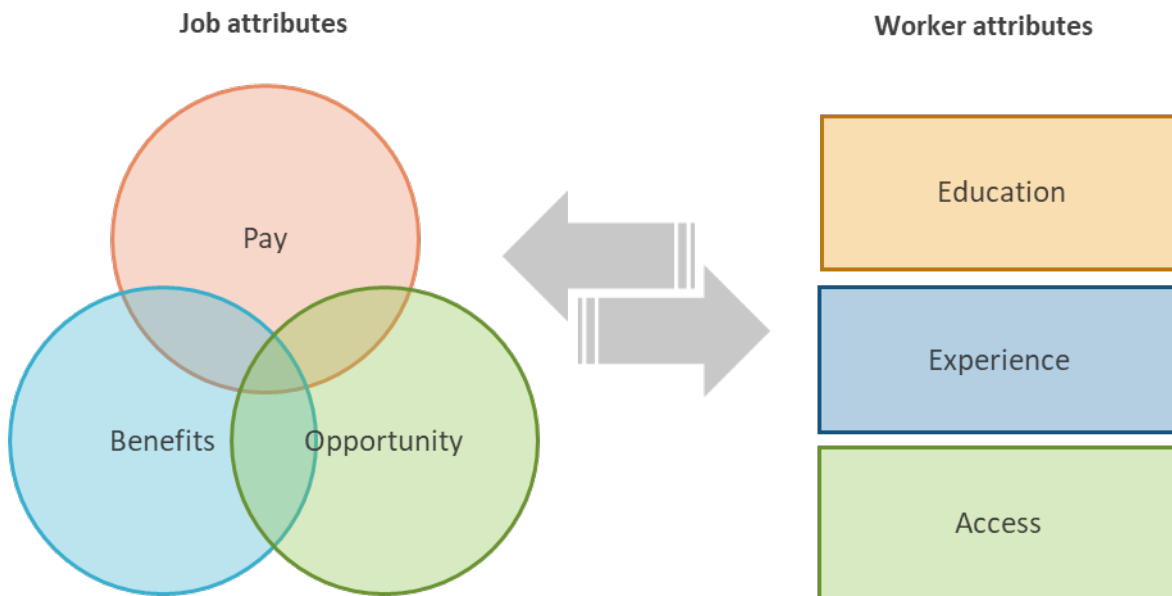 Job attributes
Worker attributes
Pay
Benefits
Opportunity
Education
Experience
Access